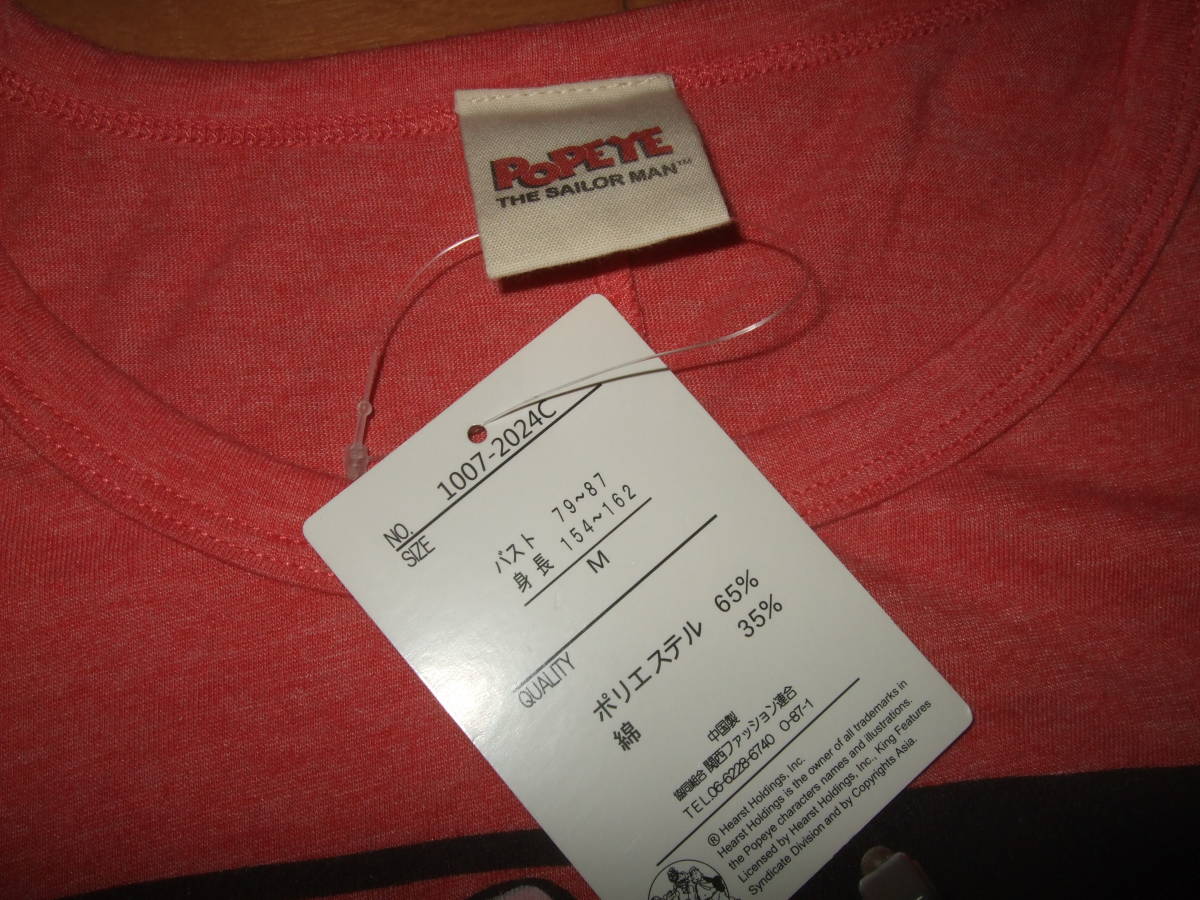 POPEYE
THE SAILOR MAN™
NO. 1007-2024C
SIZE
バスト 79~87
身長 154~162
M
QUALITY
ポリエステル 65%
綿 35%
中国製
協同組合 関西ファッション連合
TEL.06-6228-6740 O-87-1
® Hearst Holdings, Inc.
Hearst Holdings is the owner of all trademarks in
the Popeye characters names and illustrations.
Licensed by Hearst Holdings, Inc., King Features
Syndicate Division and by Copyrights Asia.